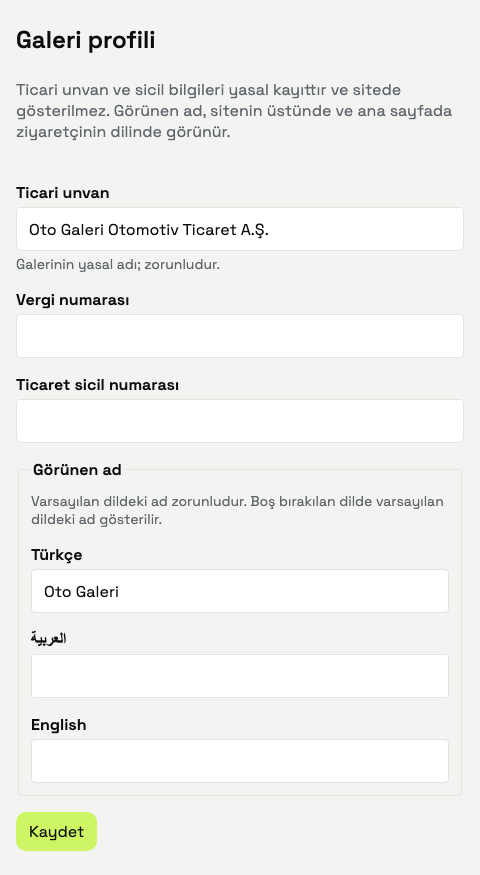 Galeri profili
Ticari unvan ve sicil bilgileri yasal kayıttır ve sitede
gösterilmez. Görünen ad, sitenin üstünde ve ana sayfada
ziyaretçinin dilinde görünür.
Ticari unvan
Oto Galeri Otomotiv Ticaret A.Ş.
Galerinin yasal adı; zorunludur.
Vergi numarası
Ticaret sicil numarası
Görünen ad
Varsayılan dildeki ad zorunludur. Boş bırakılan dilde varsayılan
dildeki ad gösterilir.
Türkçe
Oto Galeri
العربية
English
Kaydet